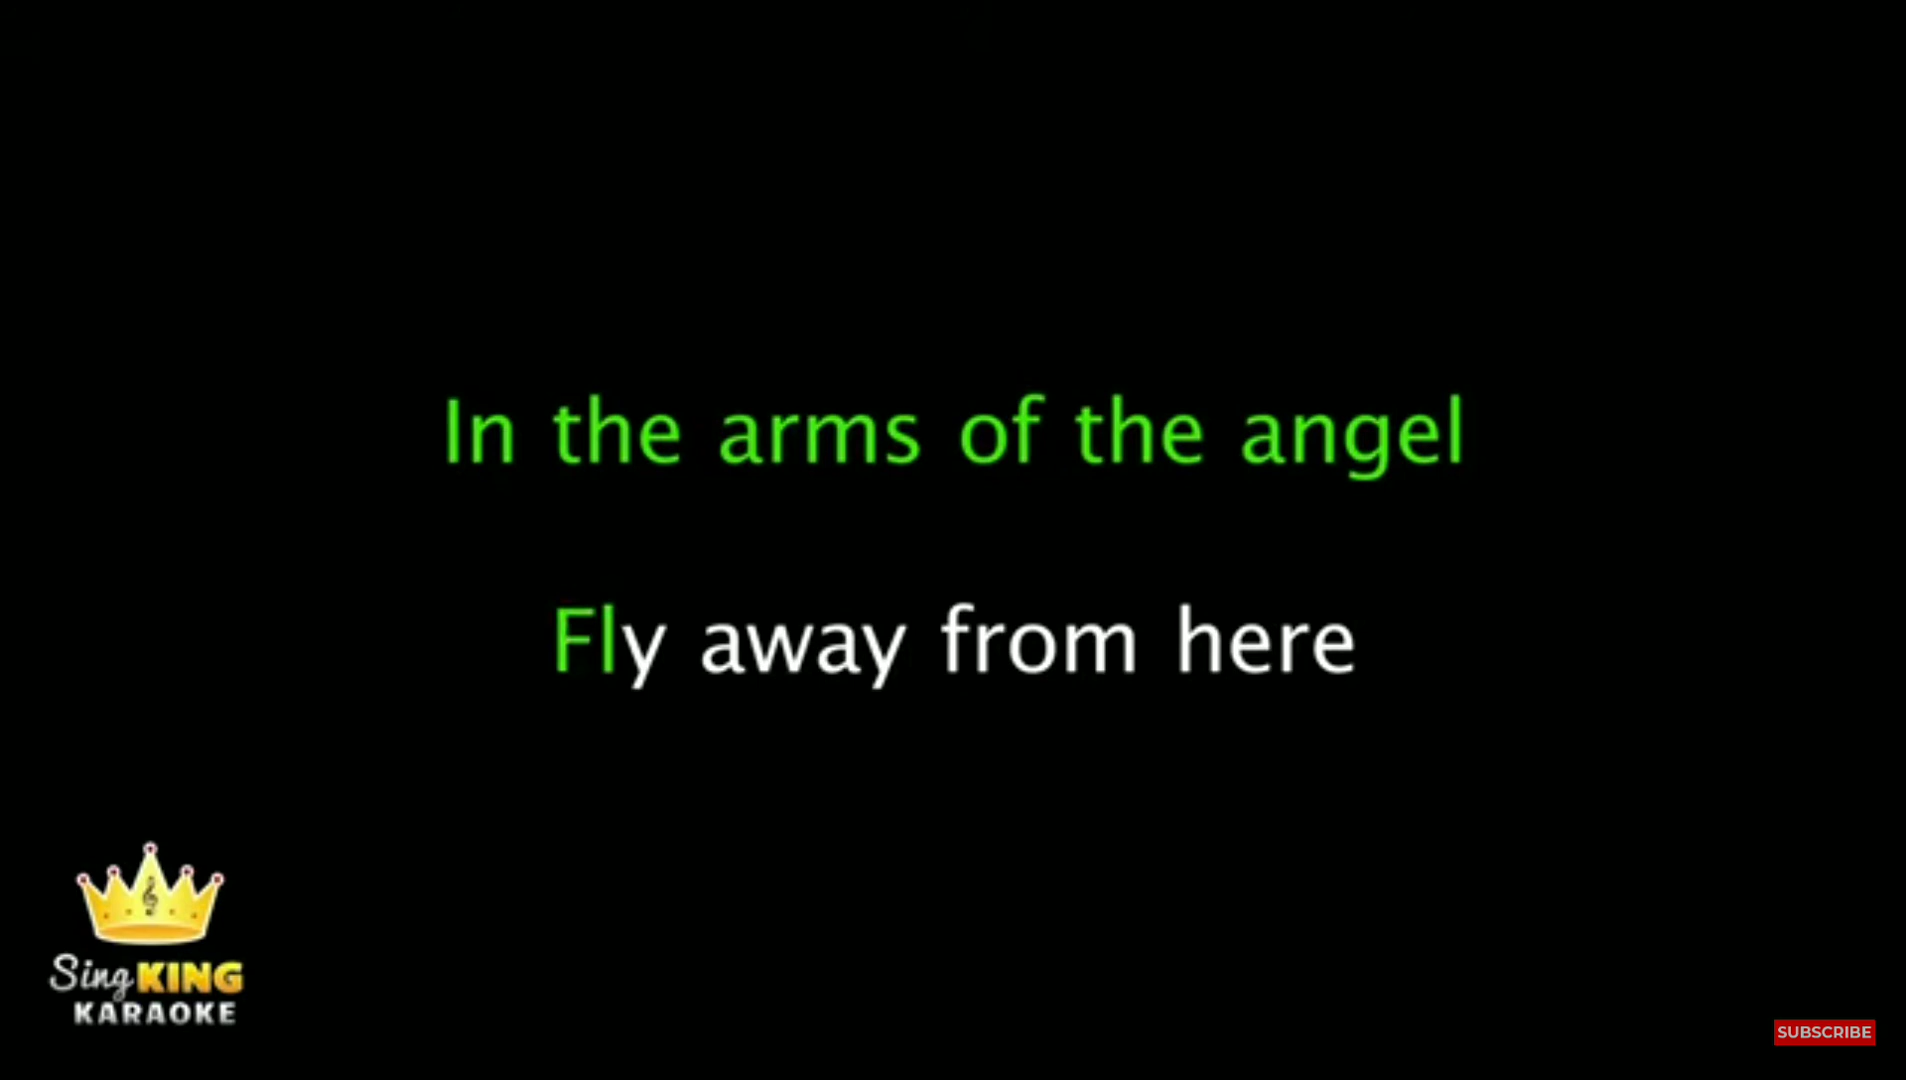 In the arms of the angel
Fly away from here
Sing KING
KARAOKE
SUBSCRIBE